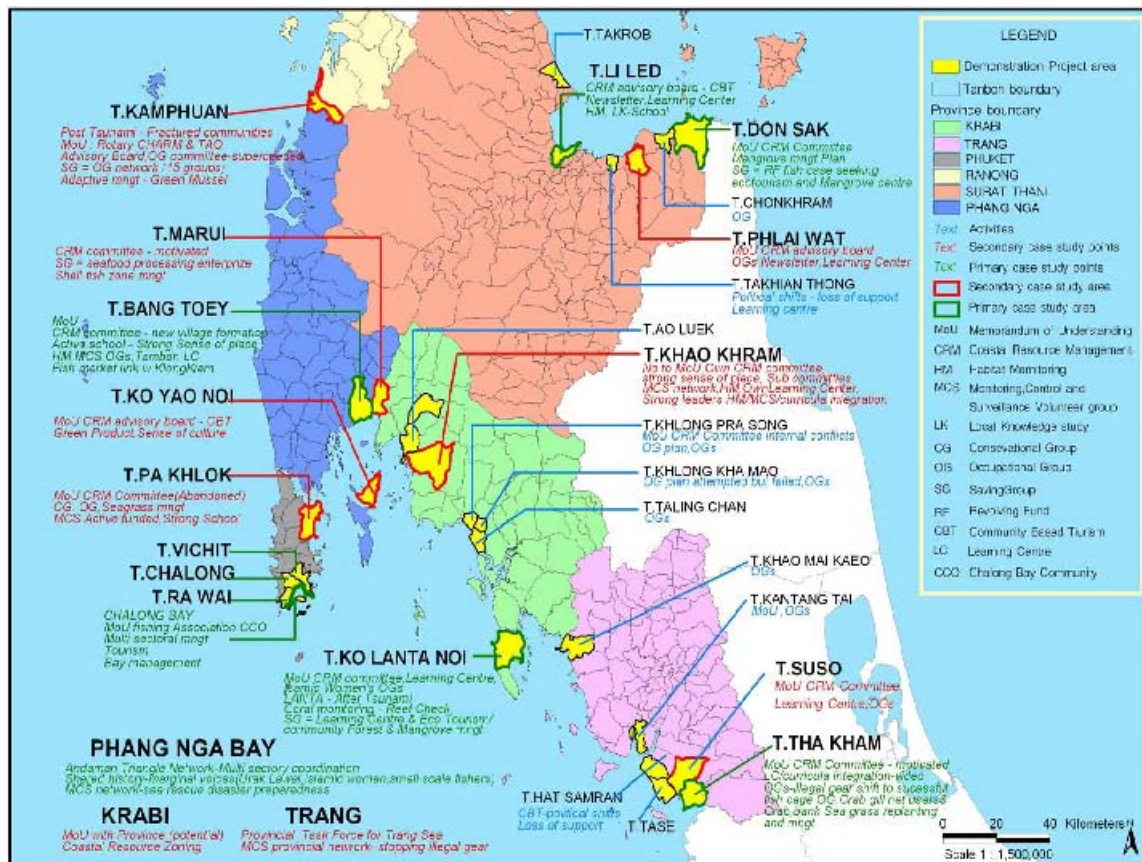 T.TAKROB
T.LI LED
CRM advisory board - CBT
Newsletter,Learning Center
HM, LK-School
T.KAMPHUAN
Post Tsunami - Fractured communities
MoU : Rotary CHARM & TAO
Advisory Board,OG committee-superceeded
SG = OG network
groups;
Adaptive mngt - Green Mussel
T.DON SAK
MoU CRM Committee
Mangrove mngt Plan
SG = RF fish case seeking
ecotourism and Mangrove centre
T.CHONKHRAM
OG
T.MARUI
CRM committee - motivated
SG = seafood processing enterprize
Shell fish zone mngt
T.PHLAI WAT
MoU CRM advisory board
OGs Newsletter,Learning Center
T.TAKHIAN THONG
Political shifts - loss of support
Learning centre
T.BANG TOEY
MoU
CRM committee - new village formation
Active school - Strong Sense of place
HM MCS OGs, Tambon, LC
Fish market link w KlongKiam
T.AO LUEK
T.KHAO KHRAM
No to MoU Own CRM committee,
strong sense of place, Sub committees
MCS network,HM Own Learning Center,
Strong leaders HM/MCS/curricula integration
T.KO YAO NOI
MoU CRM advisory board - CBT
Green Product,Sense of culture
T.KHLONG PRA SONG
MoU CRM Committee internal conflicts
OG plan,OGs
T.KHLONG KHA MAO
OG plan attempted but failed,OGs
T.TALING CHAN
OGs
T.PA KHLOK
MoU CRM Committee(Abandoned)
CG, OG,Seagrass mngt
MCS Active funded,Strong School
T.VICHIT
T.CHALONG
T.RA WAI
CHALONG BAY
MoU fishing Association CCO
Multi sectoral mngt
Tourism
Bay management
T.KHAO MAI KAEO
OGs
T.KANTANG TAI
MoU ,OGs
T.KO LANTA NOI
MoU CRM committee,Learning Centre,
Islamic Women's OGs
LANTA - After Tsunami
Coral monitoring - Reef Check
SG = Learning Centre & Eco Tourism/
community Forest & Mangrove mngt
T.SUSO
MoU CRM Committee
Learning Centre,OGs
T.THA KHAM
MoU CRM Committee - motivated
LC/curricula integration-video
OGs-illegal gear shift to sucessful
fish cage OG,Crab gill net useres
Crab bank Sea grass replanting
and mngt
T.HAT SAMRAN
CBT-political shifts
Loss of support
T.TASE
PHANG NGA BAY
Andaman Triangle Network-Multi sectory coordination
Shared history-marginal voices(Urak Lawei,islamic women,small scale fishers)
MCS network-sea rescue disaster preparedness
KRABI
MoU with Province (potential)
Coastal Resource Zoning
TRANG
Provincial Task Force for Trang Sea
MCS provincial network- stopping illegal gear
LEGEND
Demonstration Project area
Tanbon boundary
Province boundary
KRABI
TRANG
PHUKET
RANONG
SURAT THANI
PHANG NGA
Text Activities
Text Secondary case study points
Text Primary case study points
Secondary case study area
Primary case study area
MoU Memorandum of Understanding
CRM Coastal Resource Management
HM Habitat Monitoring
MCS Monitoring,Control and
Surveillance Volunteer group
LK Local Knowledge study
CG Consevational Group
OG Occupational Group
SG SavingGroup
RF Revolving Fund
CBT Community Based Tiurism
LC Learning Centre
CCO Chalong Bay Community
0 20 40 Kilometers
Scale 1 : 1,500,000